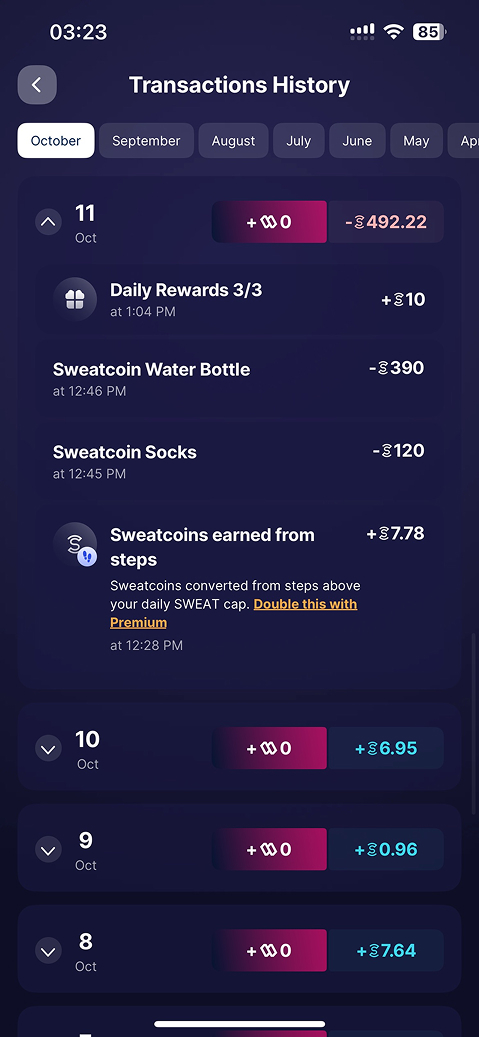 03:23
85
Transactions History
October
September
August
July
June
May
Apr
11
Oct
+ 0
-492.22
Daily Rewards 3/3
at 1:04 PM
+10
Sweatcoin Water Bottle
at 12:46 PM
-390
Sweatcoin Socks
at 12:45 PM
-120
Sweatcoins earned from
steps
+7.78
Sweatcoins converted from steps above
your daily SWEAT cap. Double this with
Premium
at 12:28 PM
10
Oct
+ 0
+6.95
9
Oct
+ 0
+0.96
8
Oct
+ 0
+7.64